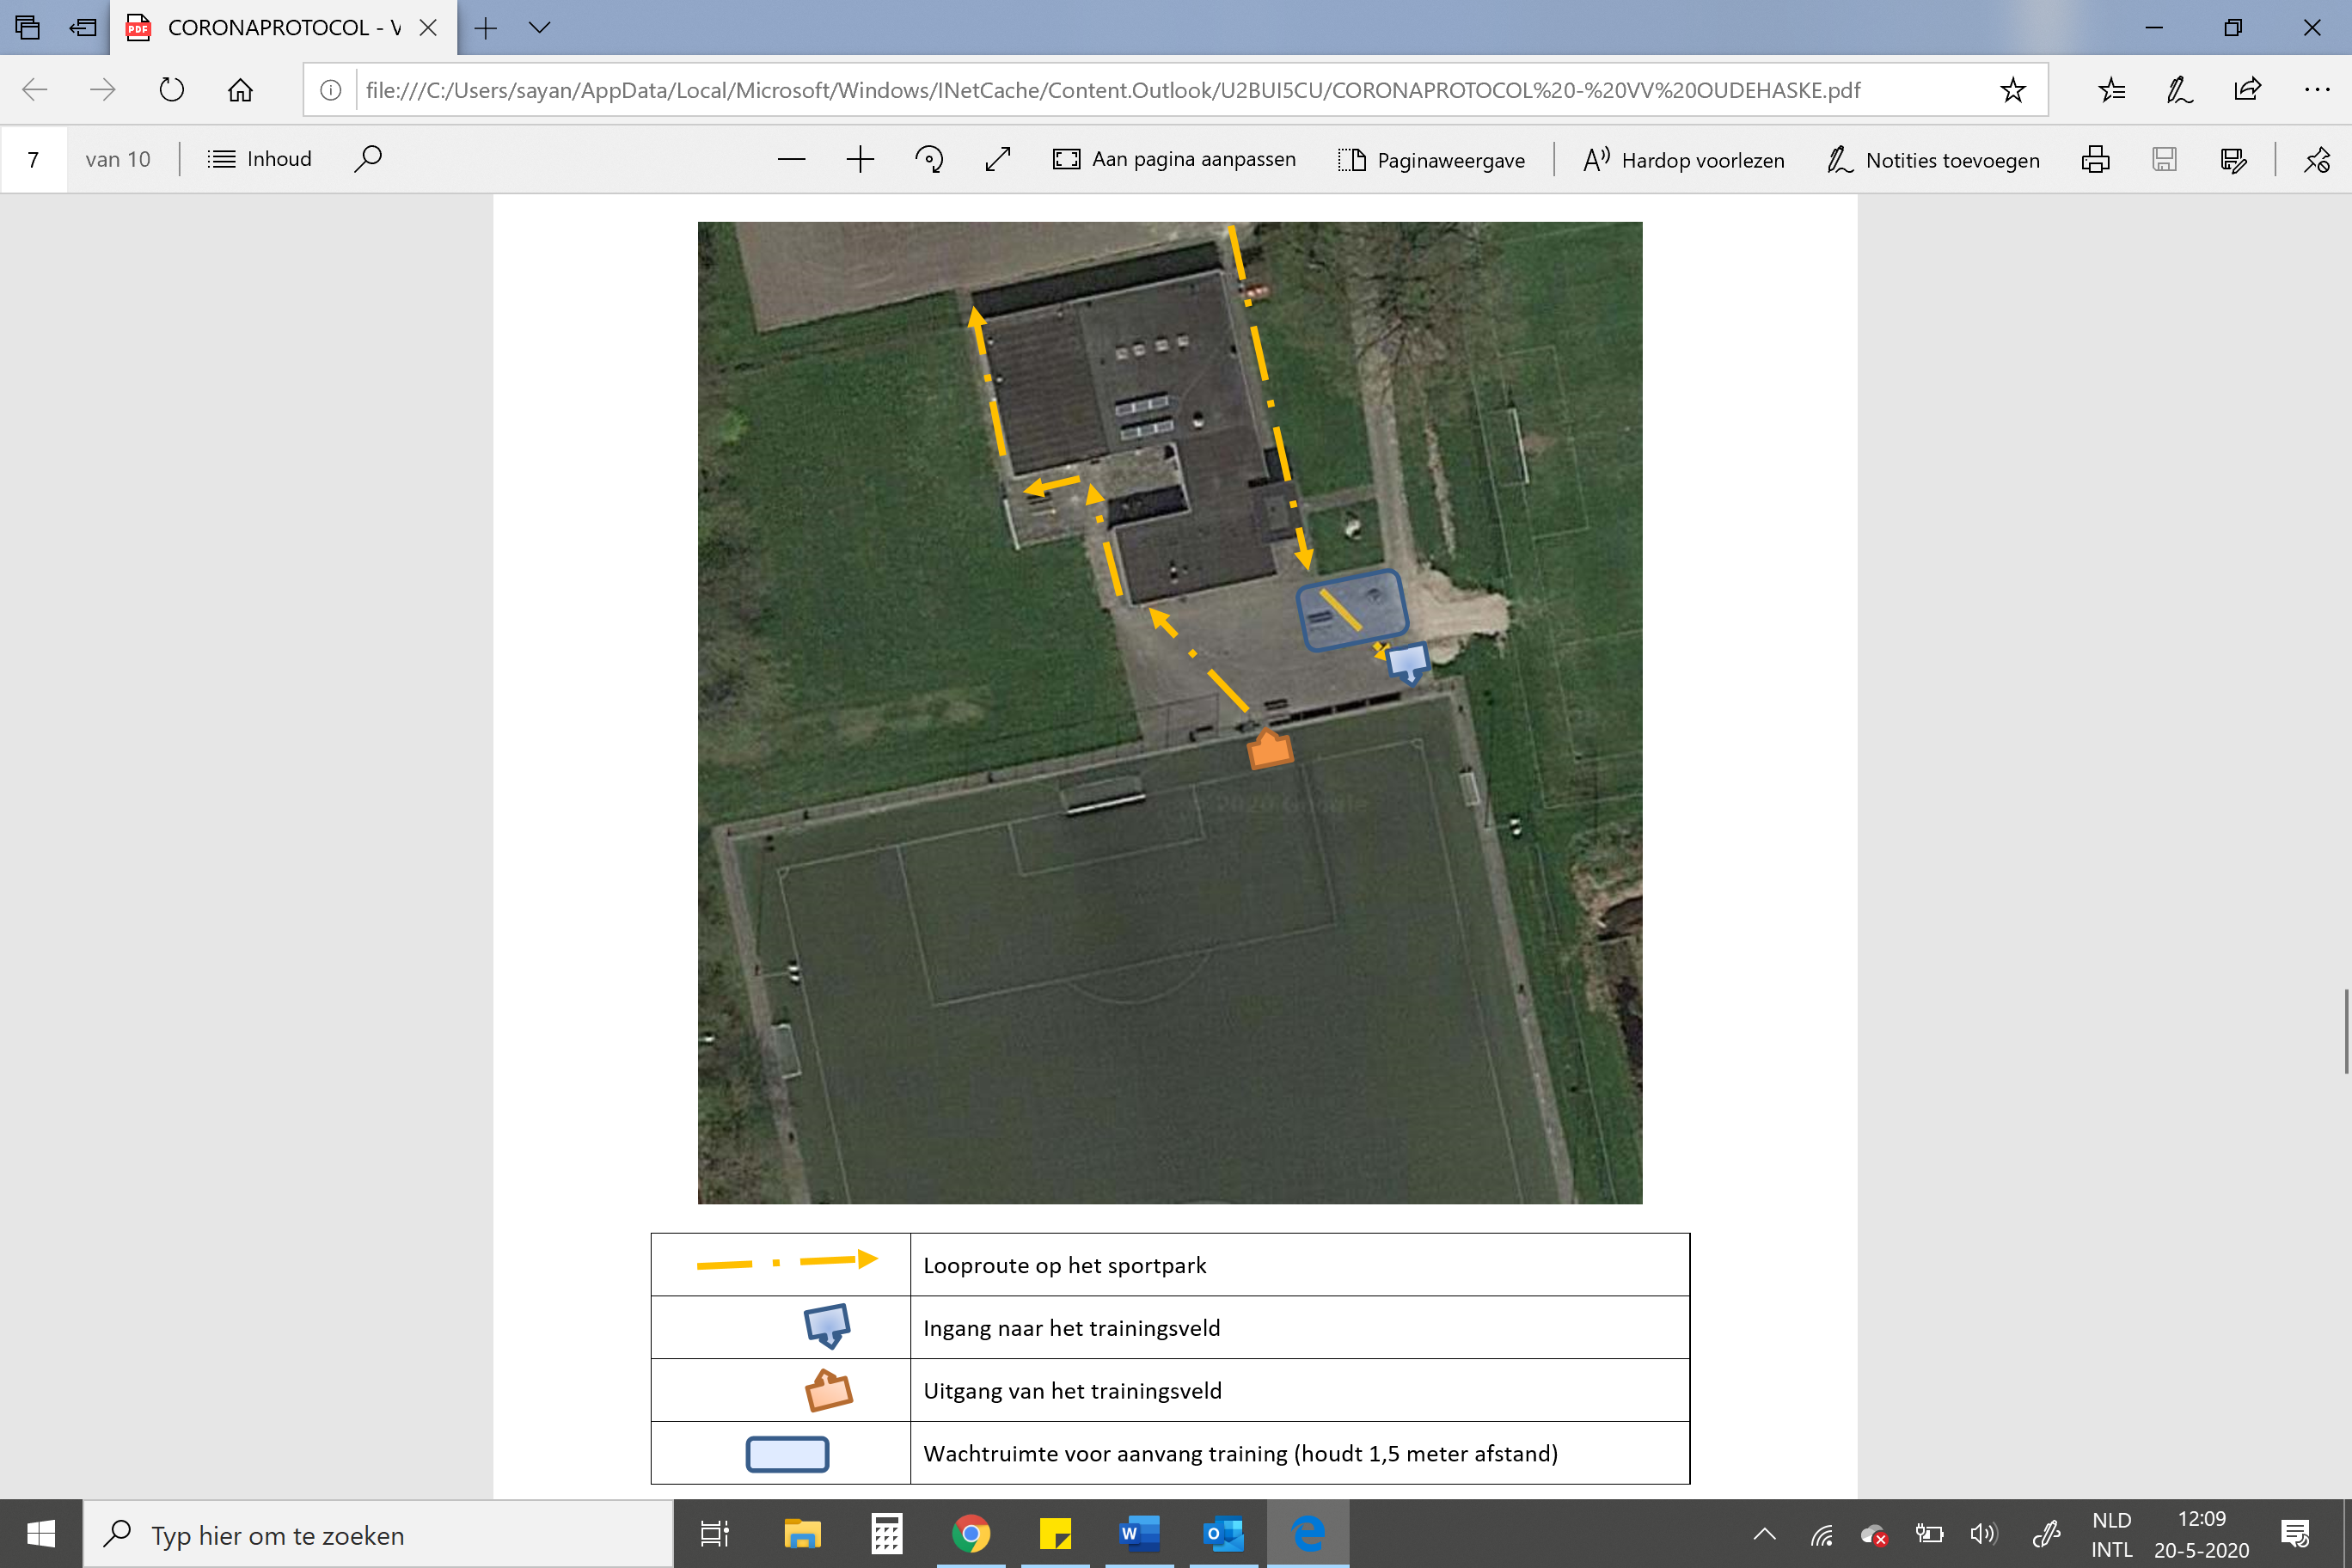 CORONAPROTOCOL - V
file:///C:/Users/sayan/AppData/Local/Microsoft/Windows/INetCache/Content.Outlook/U2BUI5CU/CORONAPROTOCOL%20-%20VV%20OUDEHASKE.pdf
7 van 10 Inhoud Aan pagina aanpassen Paginaweergave Hardop voorlezen Notities toevoegen
© 2020 Google
Looproute op het sportpark
Ingang naar het trainingsveld
Uitgang van het trainingsveld
Wachtruimte voor aanvang training (houdt 1,5 meter afstand)
Typ hier om te zoeken
NLD
INTL
12:09
20-5-2020